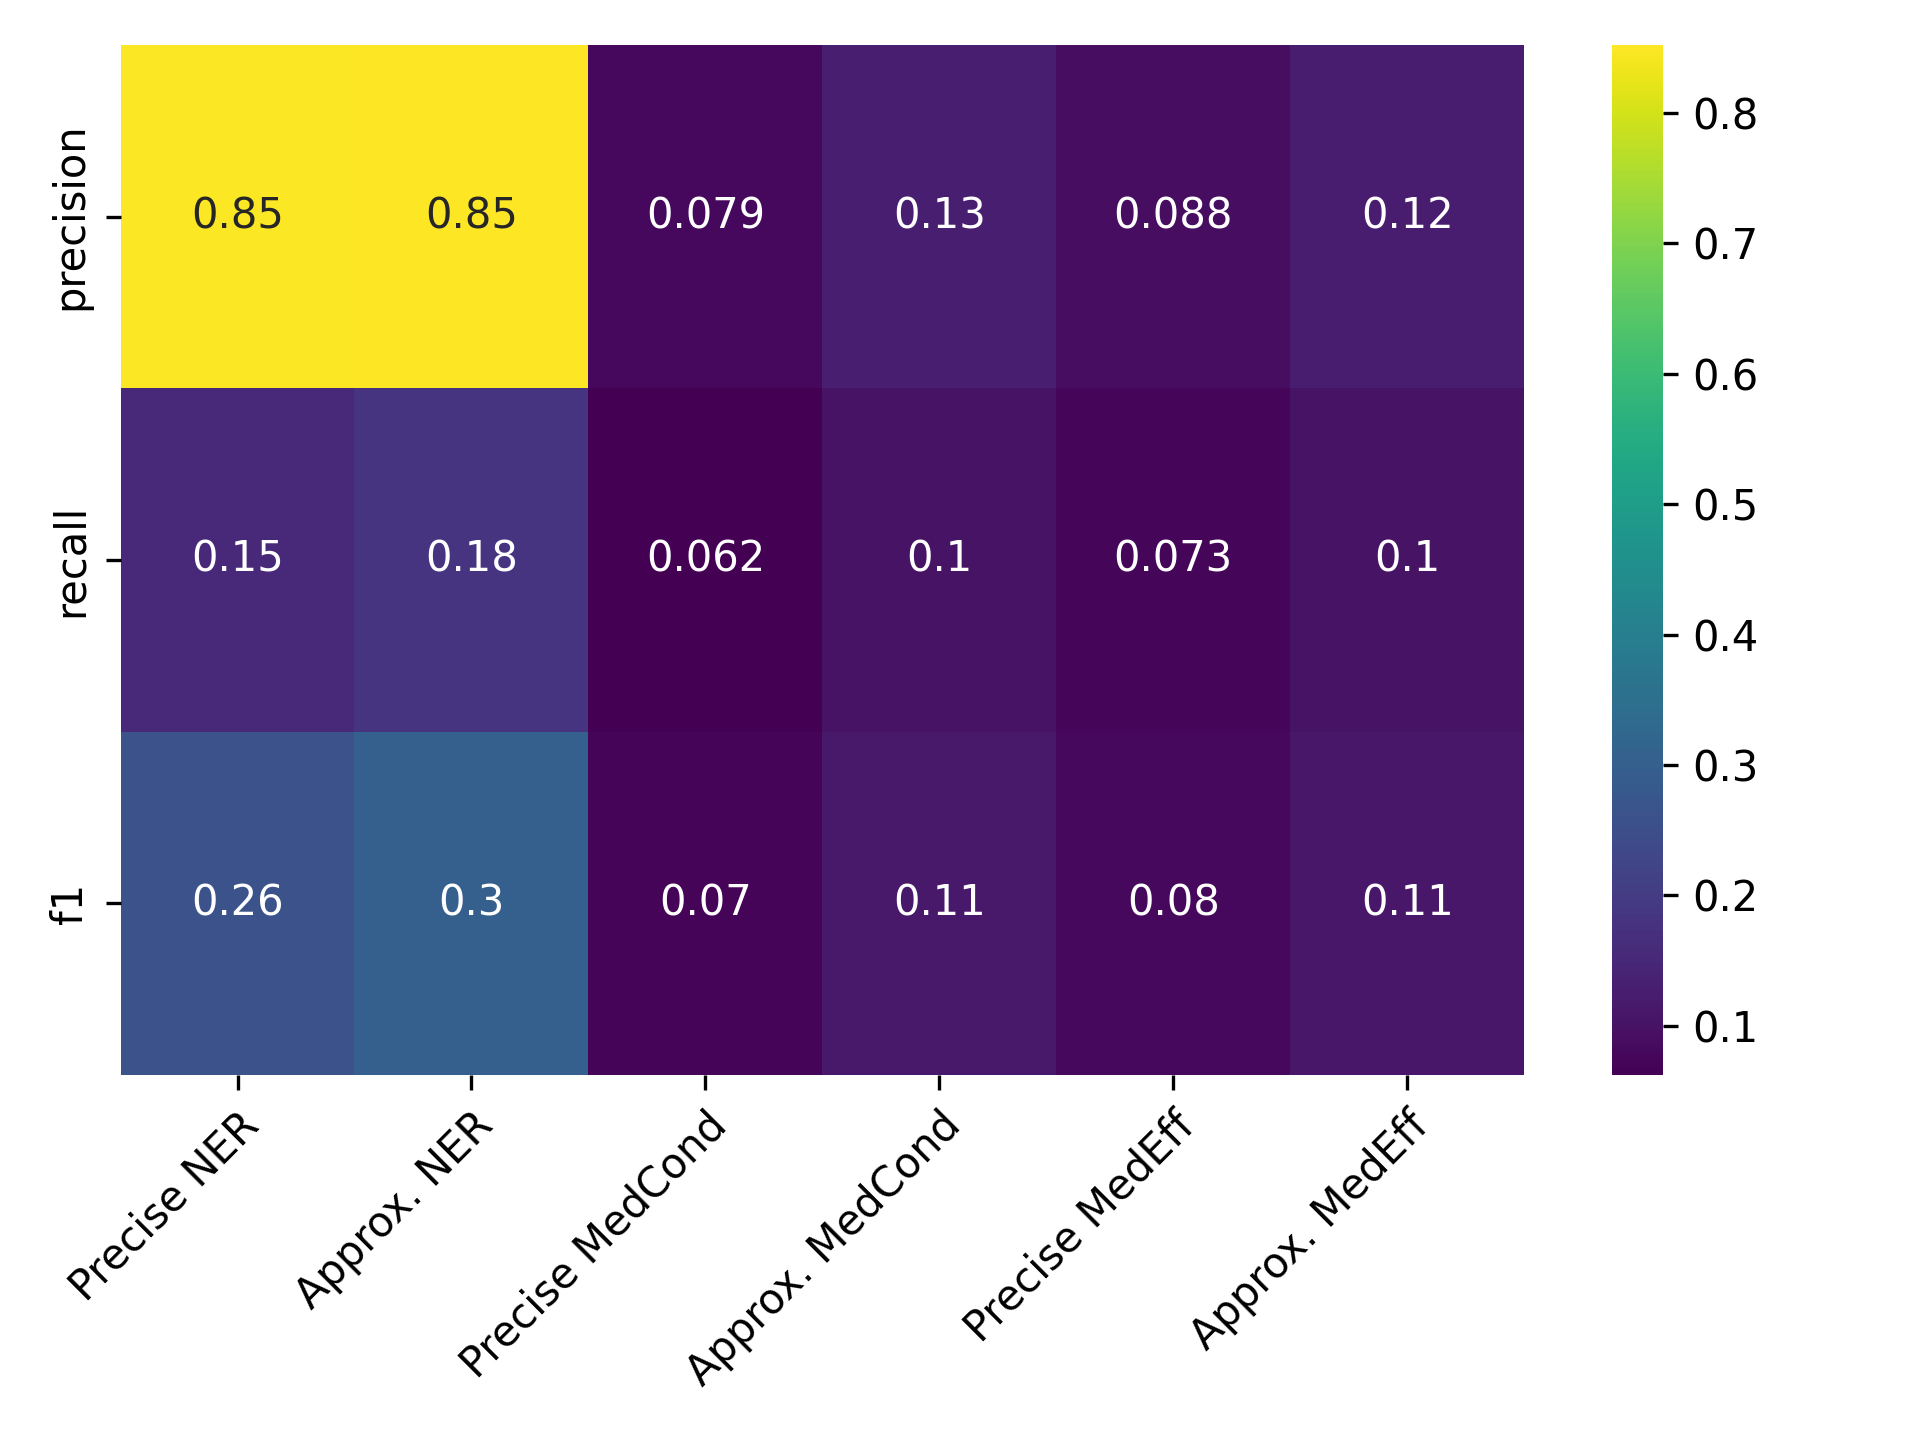 precision 0.85 0.85 0.079 0.13 0.088 0.12
recall 0.15 0.18 0.062 0.1 0.073 0.1
f1 0.26 0.3 0.07 0.11 0.08 0.11
Precise NER
Approx. NER
Precise MedCond
Approx. MedCond
Precise MedEff
Approx. MedEff
0.8
0.7
0.6
0.5
0.4
0.3
0.2
0.1